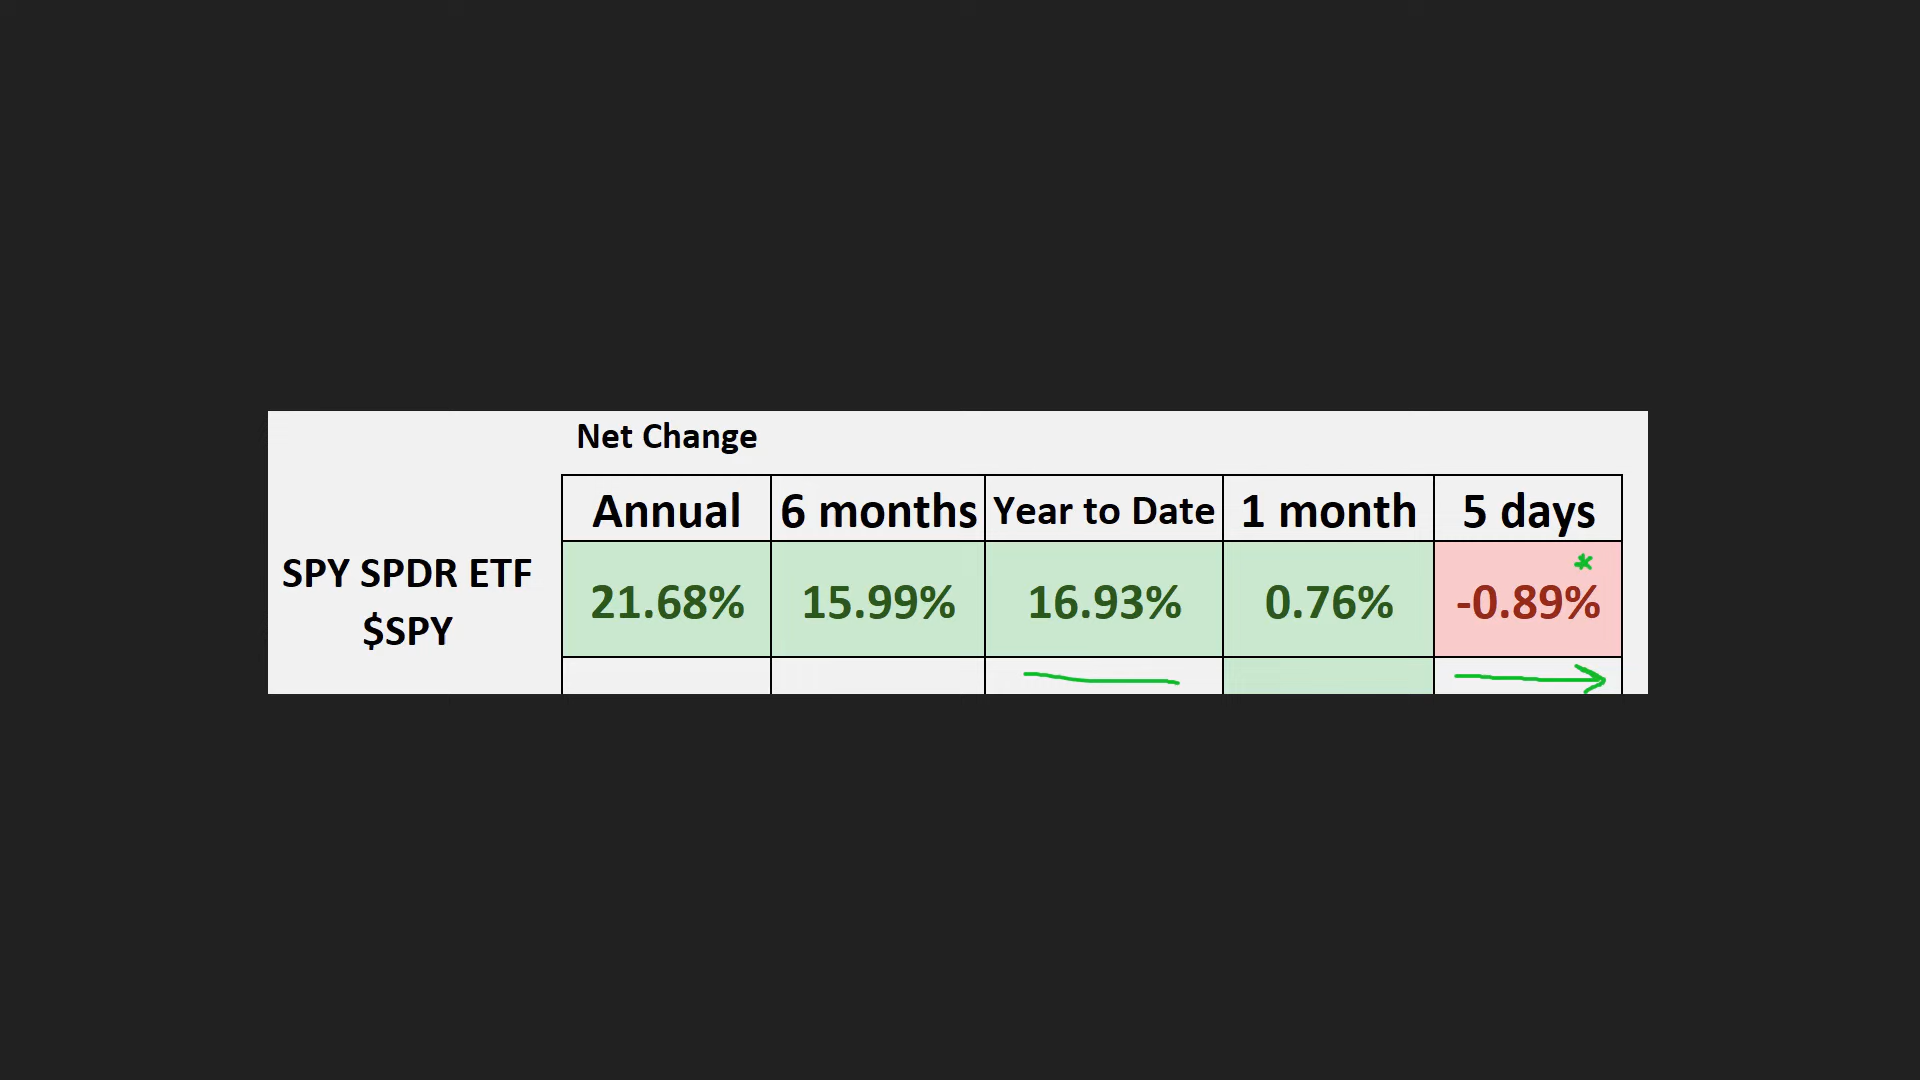 Net Change
Annual 6 months Year to Date 1 month 5 days
SPY SPDR ETF
$SPY
21.68% 15.99% 16.93% 0.76% -0.89%*